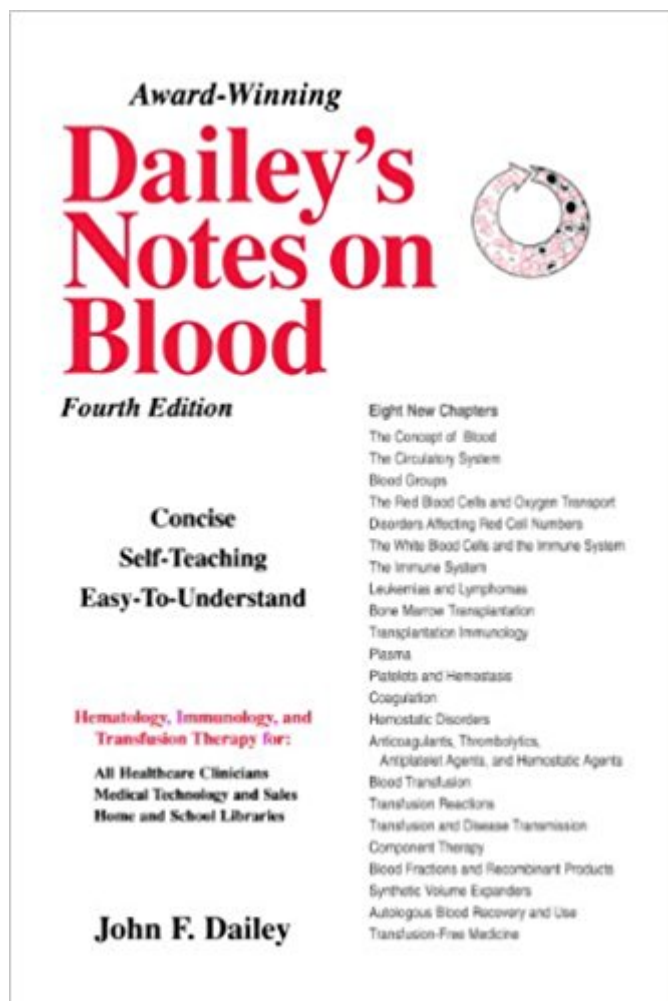 Award-Winning
Dailey's
Notes on
Blood
Fourth Edition
Concise
Self-Teaching
Easy-To-Understand
Hematology, Immunology, and
Transfusion Therapy for:
All Healthcare Clinicians
Medical Technology and Sales
Home and School Libraries
John F. Dailey
Eight New Chapters
The Concept of Blood
The Circulatory System
Blood Groups
The Red Blood Cells and Oxygen Transport
Disorders Affecting Red Cell Numbers
The White Blood Cells and the Immune System
The Immune System
Leukemias and Lymphomas
Bone Marrow Transplantation
Transplantation Immunology
Plasma
Platelets and Hemostasis
Coagulation
Hemostatic Disorders
Anticoagulants, Thrombolytics,
Antiplatelet Agents, and Hemostatic Agents
Blood Transfusion
Transfusion Reactions
Transfusion and Disease Transmission
Component Therapy
Blood Fractions and Recombinant Products
Synthetic Volume Expanders
Autologous Blood Recovery and Use
Transfusion-Free Medicine